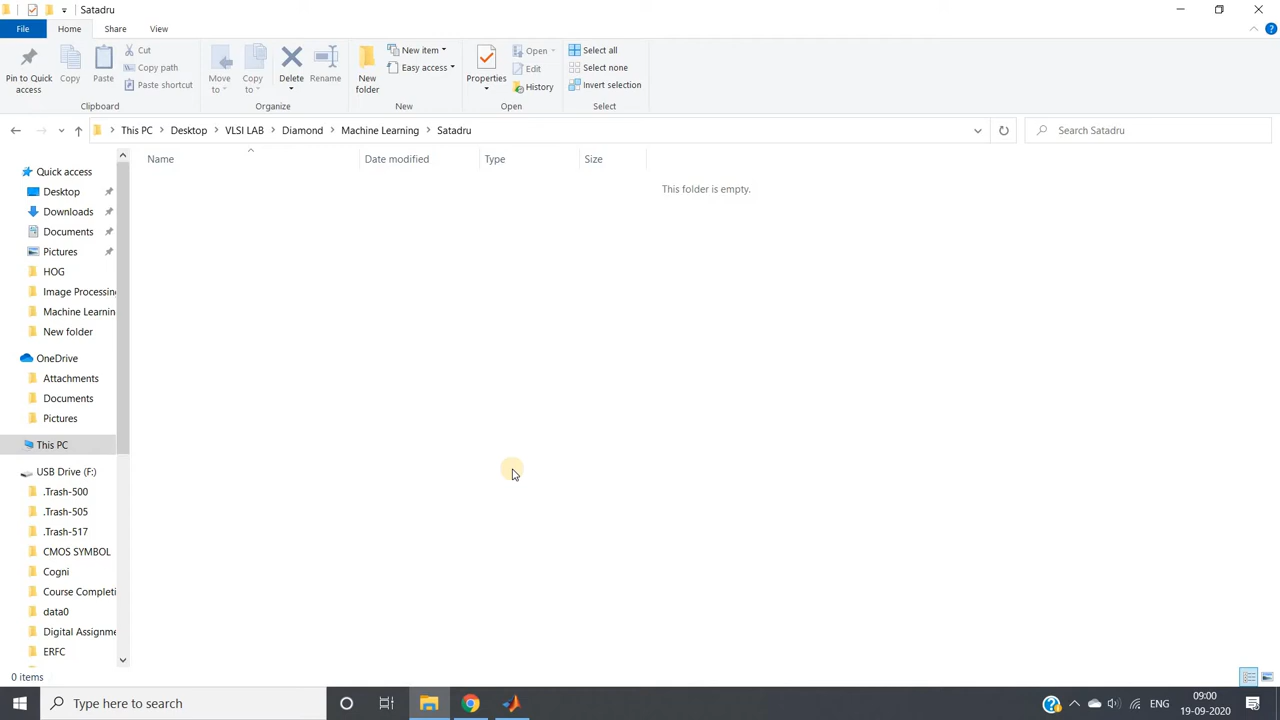 Satadru
File
Home
Share
View
Pin to Quick access
Copy
Paste
Cut
Copy path
Paste shortcut
Clipboard
Move to
Copy to
Delete
Rename
Organize
New folder
New item
Easy access
New
Properties
Open
Edit
History
Open
Select all
Select none
Invert selection
Select
This PC > Desktop > VLSI LAB > Diamond > Machine Learning > Satadru
Search Satadru
Name
Date modified
Type
Size
This folder is empty.
Quick access
Desktop
Downloads
Documents
Pictures
HOG
Image Processin
Machine Learnin
New folder
OneDrive
Attachments
Documents
Pictures
This PC
USB Drive (F:)
.Trash-500
.Trash-505
.Trash-517
CMOS SYMBOL
Cogni
Course Completi
data0
Digital Assignme
ERFC
0 items
Type here to search
ENG
09:00
19-09-2020